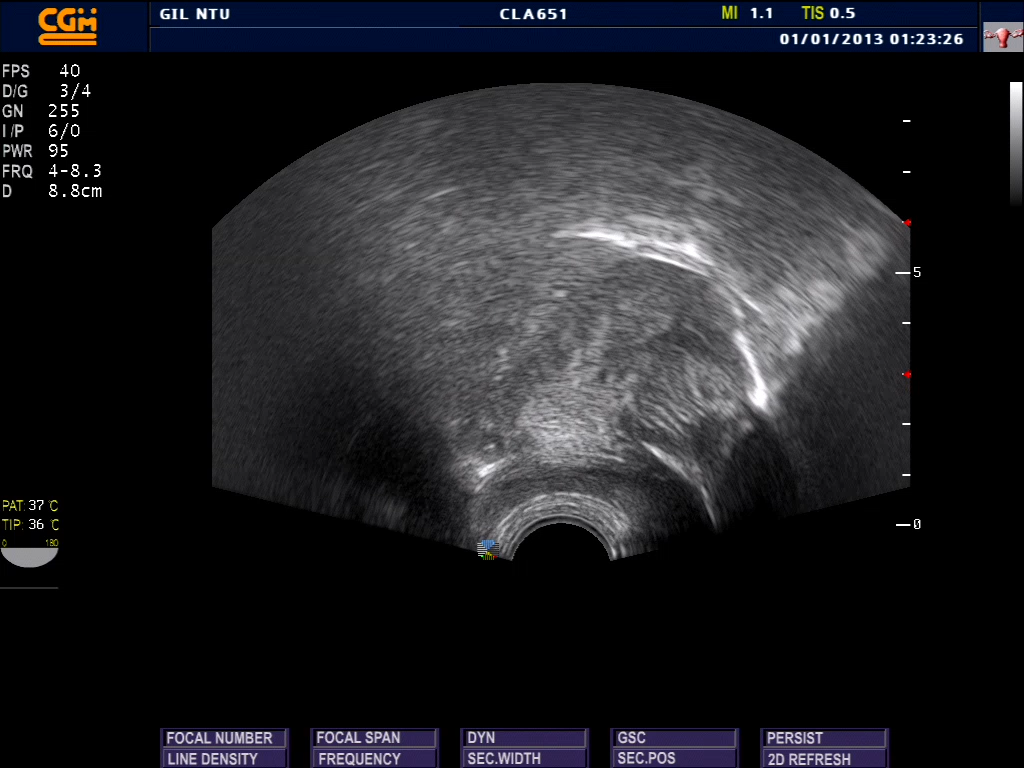 CGM
GIL NTU CLA651 MI 1.1 TIS 0.5
01/01/2013 01:23:26
FPS 40
D/G 3/4
GN 255
I/P 6/0
PWR 95
FRQ 4-8.3
D 8.8cm
5
PAT: 37 °C
TIP: 36 °C
0 180
0
FOCAL NUMBER FOCAL SPAN DYN GSC PERSIST
LINE DENSITY FREQUENCY SEC.WIDTH SEC.POS 2D REFRESH